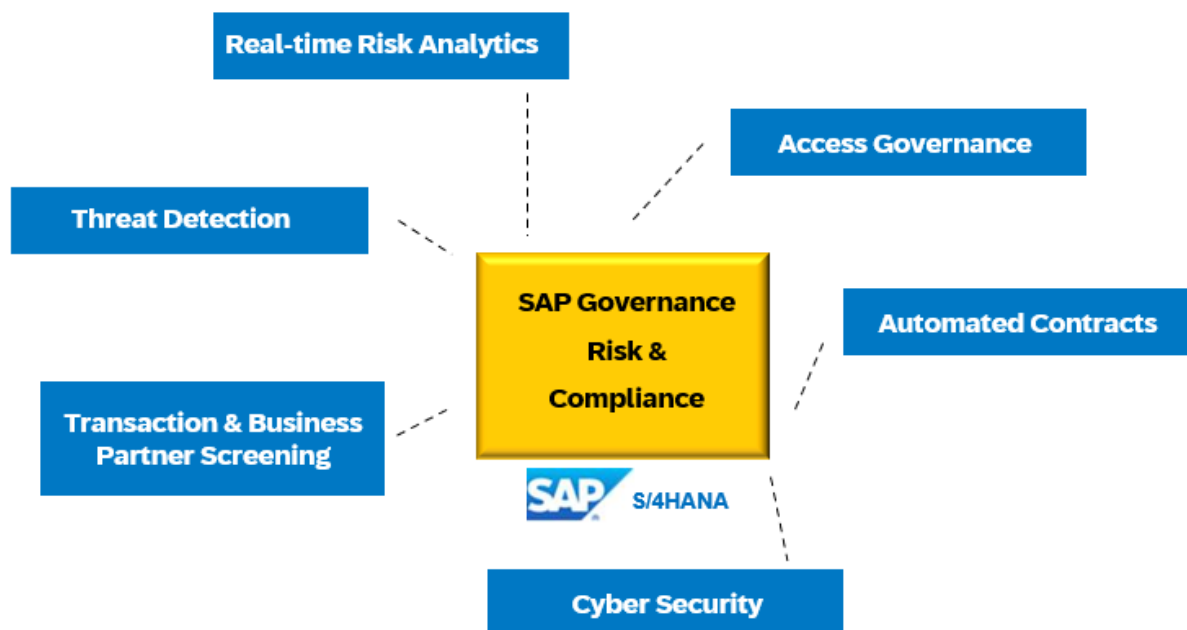 Real-time Risk Analytics
Access Governance
Threat Detection
SAP Governance
Risk &
Compliance
Automated Contracts
Transaction & Business
Partner Screening
SAP® S/4HANA
Cyber Security